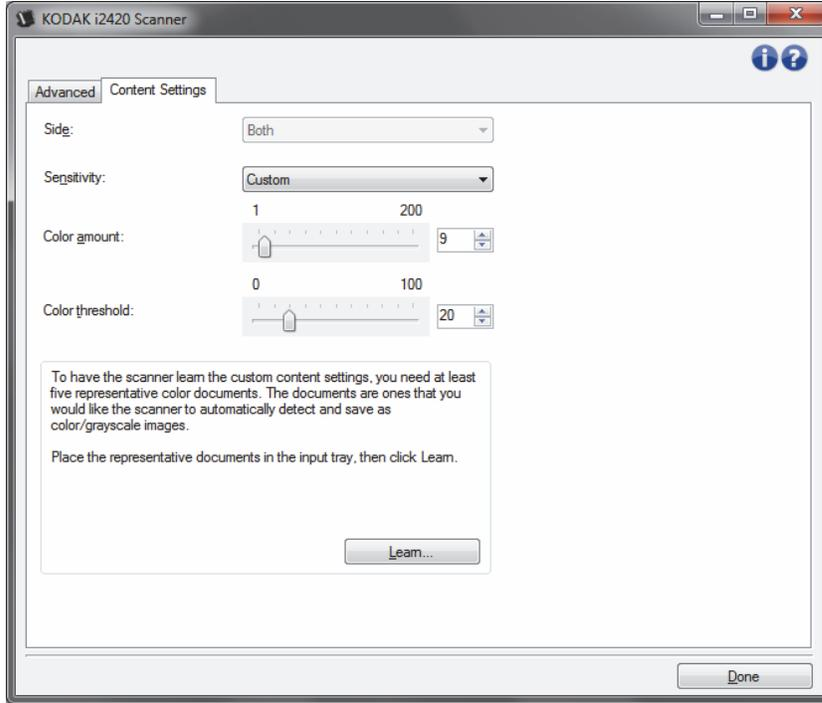 KODAK i2420 Scanner
Advanced
Content Settings
Side:
Both
Sensitivity:
Custom
1 200
Color amount:
9
0 100
Color threshold:
20
To have the scanner learn the custom content settings, you need at least
five representative color documents. The documents are ones that you
would like the scanner to automatically detect and save as
color/grayscale images.
Place the representative documents in the input tray, then click Learn.
Learn...
Done